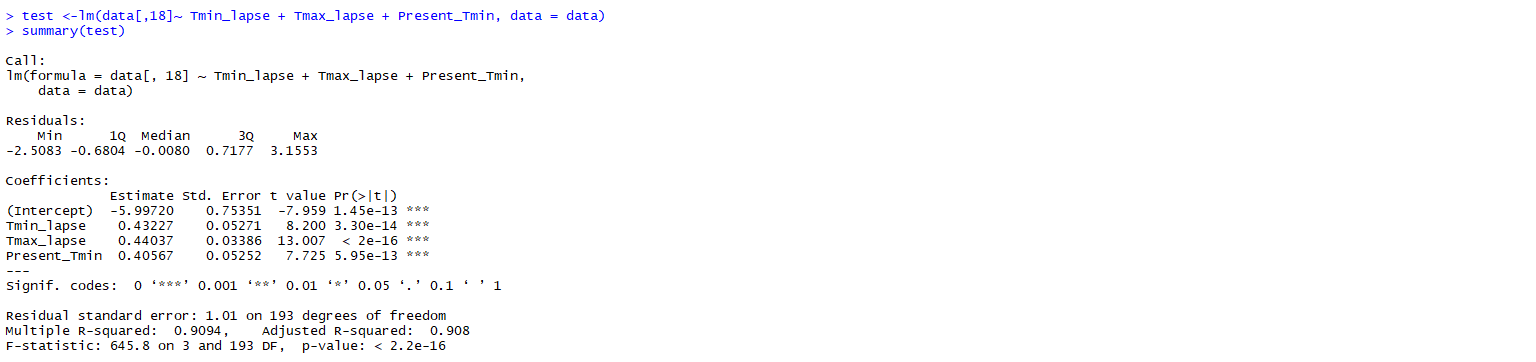 > test <-lm(data[,18]~ Tmin_lapse + Tmax_lapse + Present_Tmin, data = data)
> summary(test)
Call:
lm(formula = data[, 18] ~ Tmin_lapse + Tmax_lapse + Present_Tmin,
    data = data)
Residuals:
    Min      1Q  Median      3Q     Max
-2.5083 -0.6804 -0.0080  0.7177  3.1553
Coefficients:
             Estimate Std. Error t value Pr(>|t|)
(Intercept)  -5.99720    0.75351  -7.959 1.45e-13 ***
Tmin_lapse    0.43227    0.05271   8.200 3.30e-14 ***
Tmax_lapse    0.44037    0.03386  13.007  < 2e-16 ***
Present_Tmin  0.40567    0.05252   7.725 5.95e-13 ***
---
Signif. codes:  0 ‘***’ 0.001 ‘**’ 0.01 ‘*’ 0.05 ‘.’ 0.1 ‘ ’ 1
Residual standard error: 1.01 on 193 degrees of freedom
Multiple R-squared:  0.9094,    Adjusted R-squared:  0.908
F-statistic: 645.8 on 3 and 193 DF,  p-value: < 2.2e-16